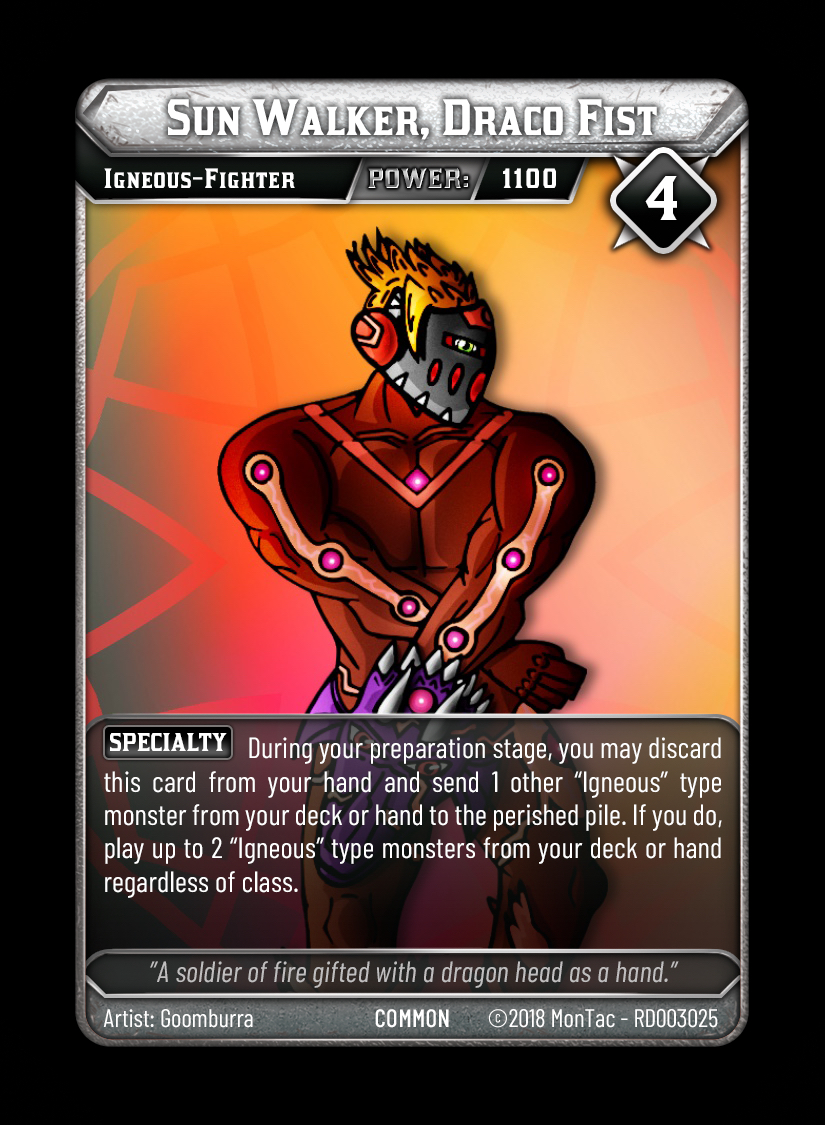 Sun Walker, Draco Fist
Igneous-Fighter POWER: 1100
4
SPECIALTY During your preparation stage, you may discard
this card from your hand and send 1 other “Igneous” type
monster from your deck or hand to the perished pile. If you do,
play up to 2 “Igneous” type monsters from your deck or hand
regardless of class.
"A soldier of fire gifted with a dragon head as a hand."
Artist: Goomburra COMMON ©2018 MonTac - RD003025